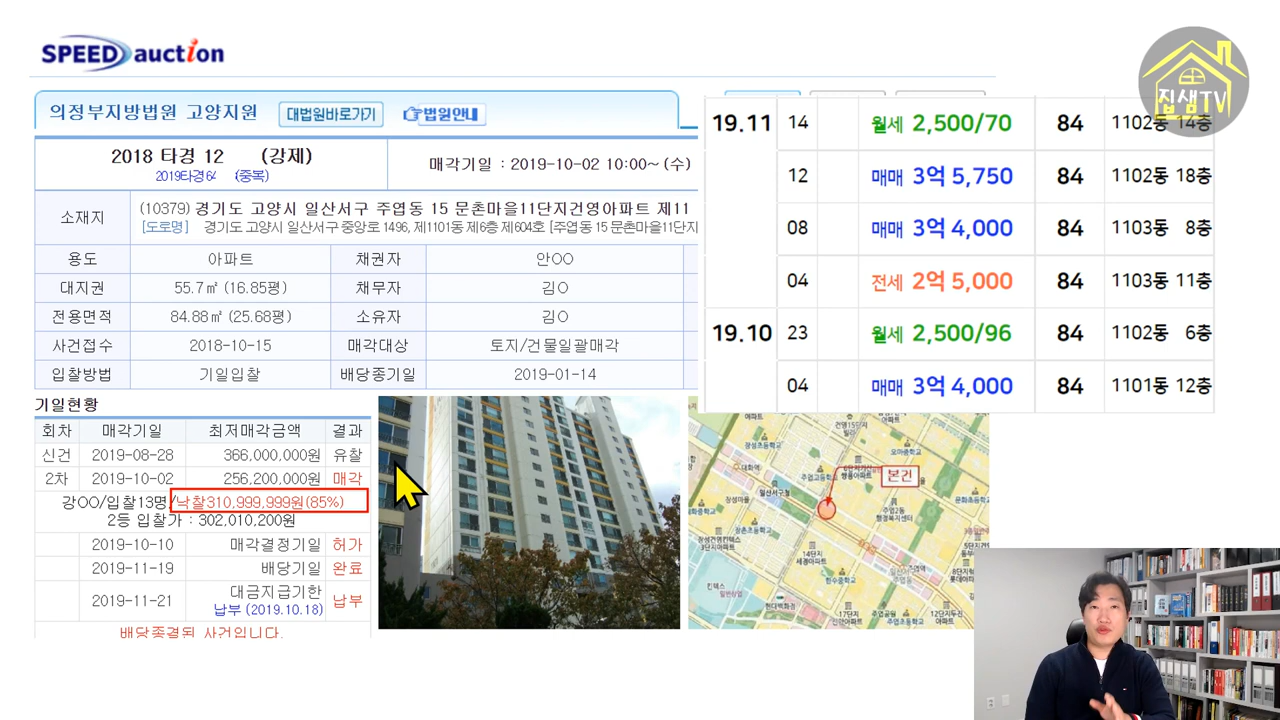 SPEED auction
집샘TV
의정부지방법원 고양지원 대법원바로가기 법원안내
2018 타경 12 (강제)
2019타경64 (중복)
매각기일 : 2019-10-02 10:00~ (수)
소재지
(10379) 경기도 고양시 일산서구 주엽동 15 문촌마을11단지건영아파트 제11
[도로명] 경기도 고양시 일산서구 중앙로 1496, 제1101동 제6층 제604호 [주엽동 15 문촌마을11단지
용도 아파트 채권자 안○○
대지권 55.7㎡ (16.85평) 채무자 김○
전용면적 84.88㎡ (25.68평) 소유자 김○
사건접수 2018-10-15 매각대상 토지/건물일괄매각
입찰방법 기일입찰 배당종기일 2019-01-14
기일현황
회차 매각기일 최저매각금액 결과
신건 2019-08-28 366,000,000원 유찰
2차 2019-10-02 256,200,000원 매각
강○○/입찰13명/낙찰310,999,999원(85%)
2등 입찰가 : 302,010,200원
2019-10-10 매각결정기일 허가
2019-11-19 배당기일 완료
2019-11-21 대금지급기한 납부
납부 (2019.10.18)
배당종결된 사건입니다.
19.11 14 월세 2,500/70 84 1102동 14층
12 매매 3억 5,750 84 1102동 18층
08 매매 3억 4,000 84 1103동 8층
04 전세 2억 5,000 84 1103동 11층
19.10 23 월세 2,500/96 84 1102동 6층
04 매매 3억 4,000 84 1101동 12층
본건